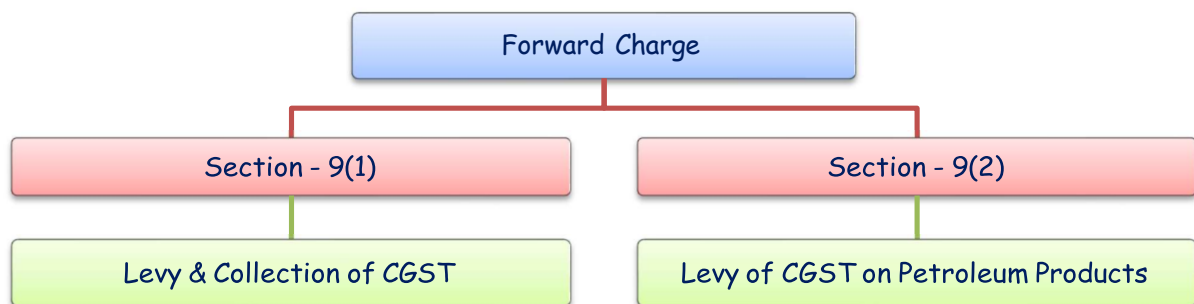 Forward Charge
Section - 9(1)
Section - 9(2)
Levy & Collection of CGST
Levy of CGST on Petroleum Products